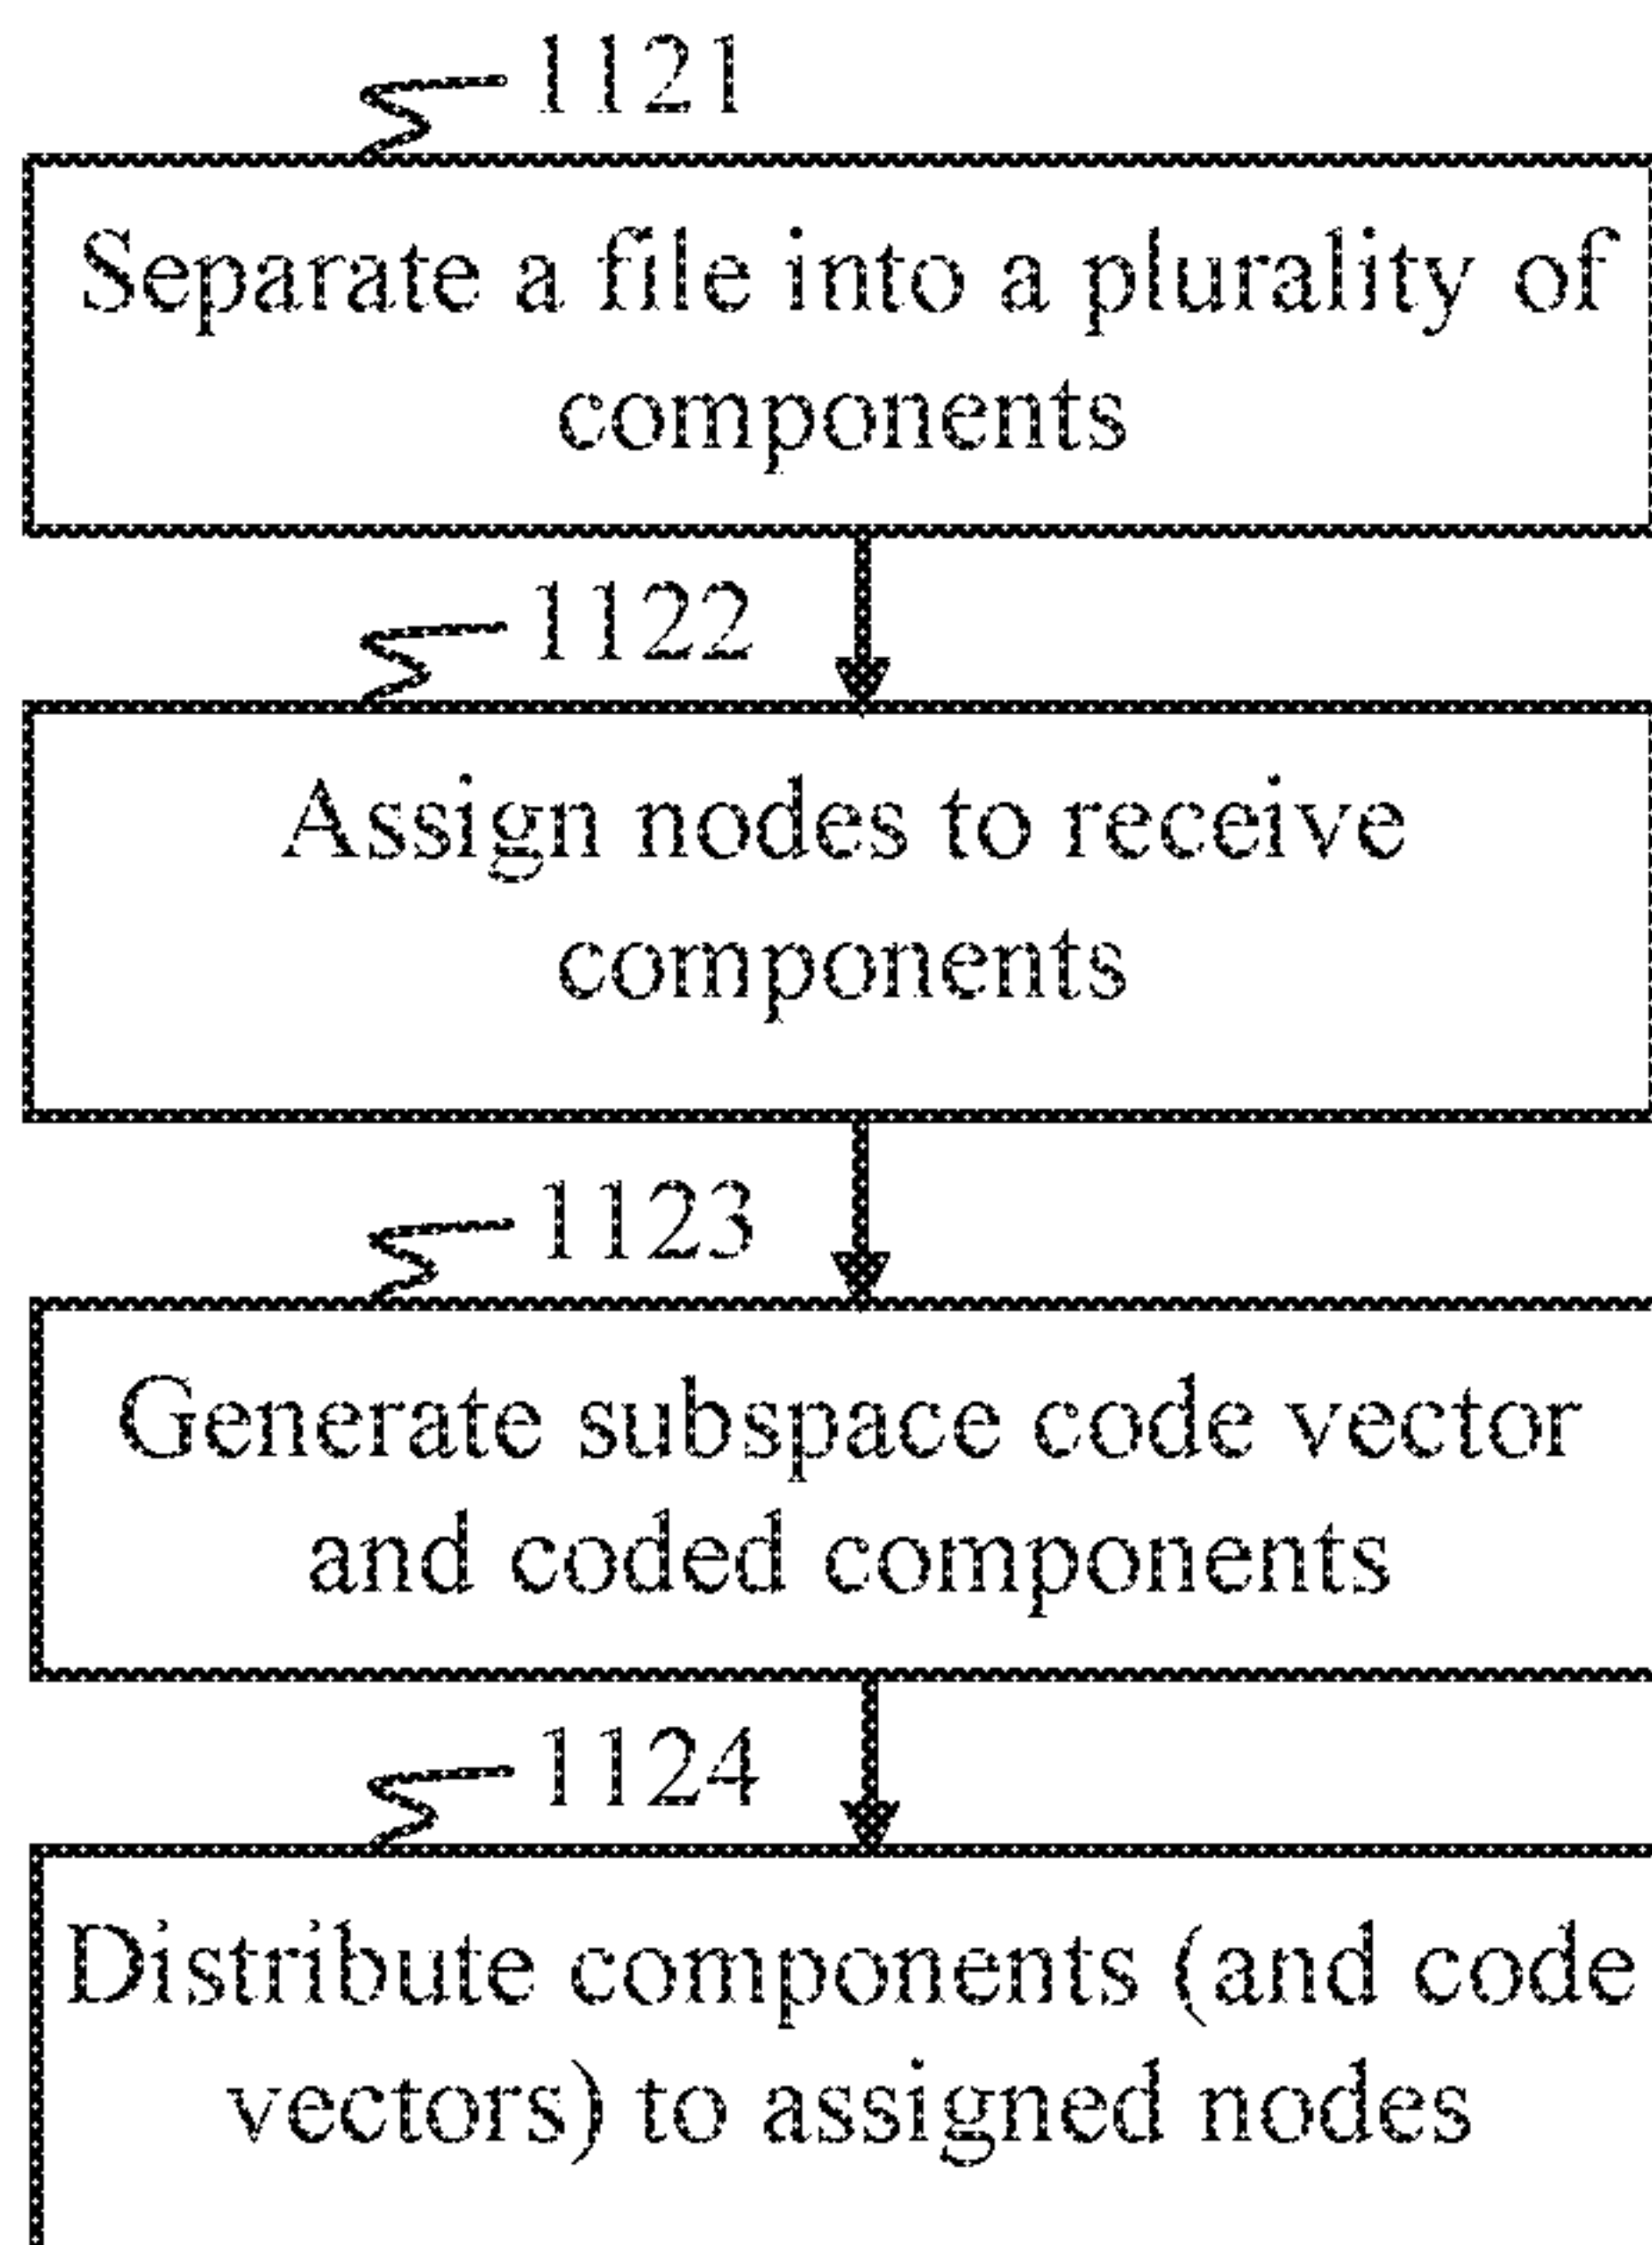 1121
Separate a file into a plurality of
components
1122
Assign nodes to receive
components
1123
Generate subspace code vector
and coded components
1124
Distribute components (and code
vectors) to assigned nodes